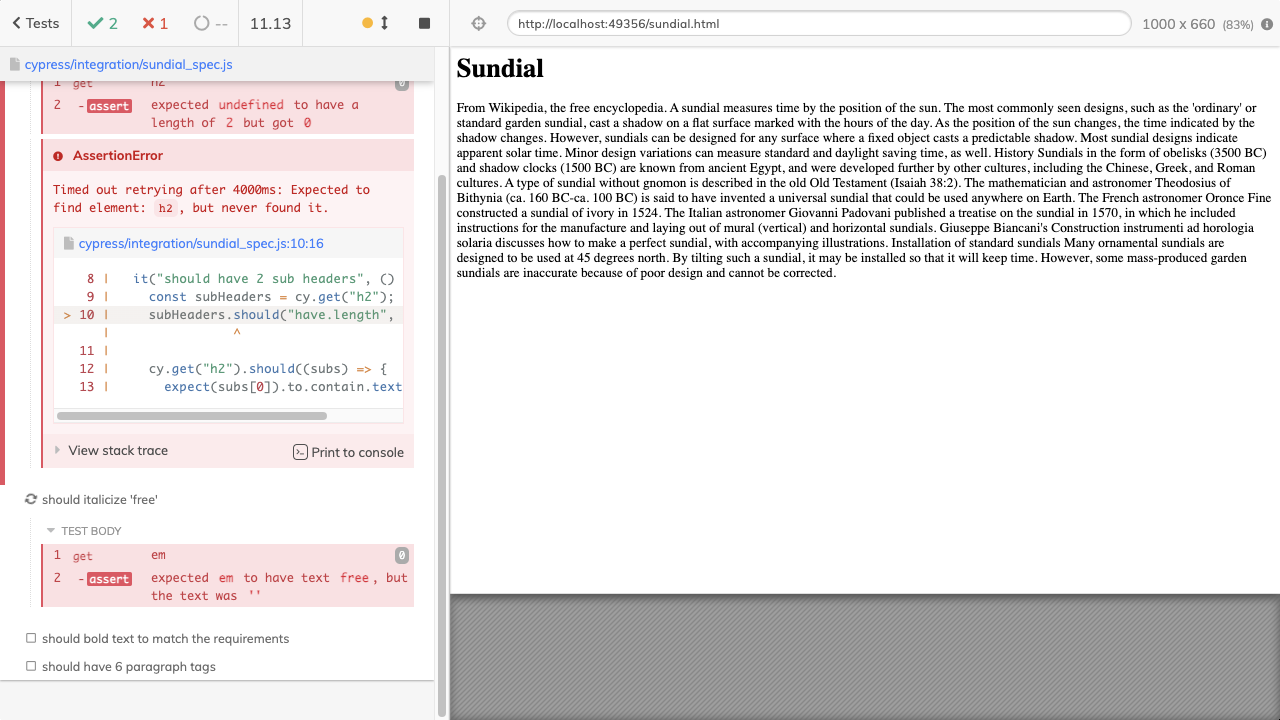 Tests
2
1
--
11.13
http://localhost:49356/sundial.html
1000 x 660 (83%)
cypress/integration/sundial_spec.js
1 get h2 0
2 -assert expected undefined to have a
length of 2 but got 0
AssertionError
Timed out retrying after 4000ms: Expected to
find element: h2, but never found it.
cypress/integration/sundial_spec.js:10:16
8 | it("should have 2 sub headers", ()
9 | const subHeaders = cy.get("h2");
> 10 | subHeaders.should("have.length",
| ^
11 |
12 | cy.get("h2").should((subs) => {
13 | expect(subs[0]).to.contain.text
View stack trace
Print to console
should italicize 'free'
TEST BODY
1 get em 0
2 -assert expected em to have text free, but
the text was ''
should bold text to match the requirements
should have 6 paragraph tags
Sundial
From Wikipedia, the free encyclopedia. A sundial measures time by the position of the sun. The most commonly seen designs, such as the 'ordinary' or
standard garden sundial, cast a shadow on a flat surface marked with the hours of the day. As the position of the sun changes, the time indicated by the
shadow changes. However, sundials can be designed for any surface where a fixed object casts a predictable shadow. Most sundial designs indicate
apparent solar time. Minor design variations can measure standard and daylight saving time, as well. History Sundials in the form of obelisks (3500 BC)
and shadow clocks (1500 BC) are known from ancient Egypt, and were developed further by other cultures, including the Chinese, Greek, and Roman
cultures. A type of sundial without gnomon is described in the old Old Testament (Isaiah 38:2). The mathematician and astronomer Theodosius of
Bithynia (ca. 160 BC-ca. 100 BC) is said to have invented a universal sundial that could be used anywhere on Earth. The French astronomer Oronce Fine
constructed a sundial of ivory in 1524. The Italian astronomer Giovanni Padovani published a treatise on the sundial in 1570, in which he included
instructions for the manufacture and laying out of mural (vertical) and horizontal sundials. Giuseppe Biancani's Construction instrumenti ad horologia
solaria discusses how to make a perfect sundial, with accompanying illustrations. Installation of standard sundials Many ornamental sundials are
designed to be used at 45 degrees north. By tilting such a sundial, it may be installed so that it will keep time. However, some mass-produced garden
sundials are inaccurate because of poor design and cannot be corrected.